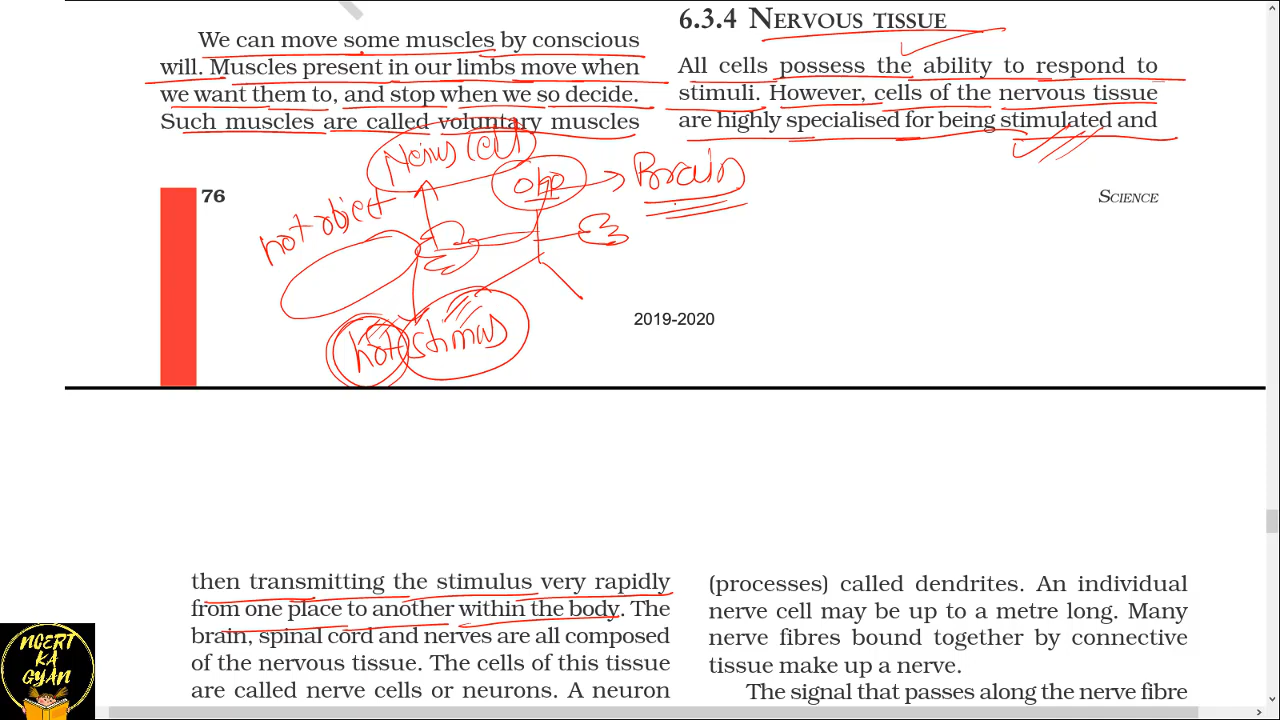 We can move some muscles by conscious
will. Muscles present in our limbs move when
we want them to, and stop when we so decide.
Such muscles are called voluntary muscles
6.3.4 NERVOUS TISSUE
All cells possess the ability to respond to
stimuli. However, cells of the nervous tissue
are highly specialised for being stimulated and
Brain
hot object
hot
76
SCIENCE
2019-2020
then transmitting the stimulus very rapidly
from one place to another within the body. The
brain, spinal cord and nerves are all composed
of the nervous tissue. The cells of this tissue
are called nerve cells or neurons. A neuron
(processes) called dendrites. An individual
nerve cell may be up to a metre long. Many
nerve fibres bound together by connective
tissue make up a nerve.
The signal that passes along the nerve fibre
NCERT
KA
GYAN